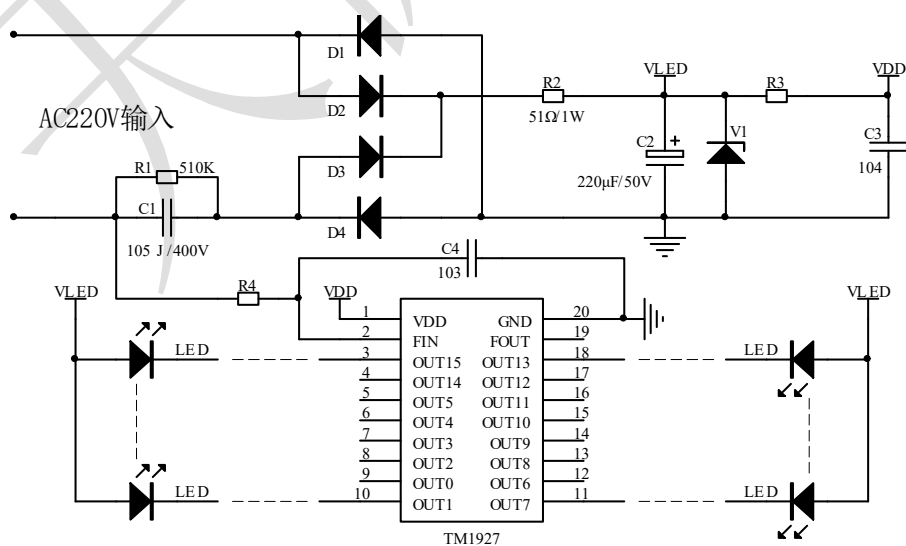 D1
D2
D3
D4
AC220V输入
R1
510K
C1
105 J /400V
R2
51Ω/1W
VLED
R3
VDD
C2
+
220μF/50V
V1
C3
104
C4
103
R4
VLED
VDD
VLED
LED
LED
LED
LED
1 VDD
2 FIN
3 OUT15
4 OUT14
5 OUT5
6 OUT4
7 OUT3
8 OUT2
9 OUT0
10 OUT1
GND 20
FOUT 19
OUT13 18
OUT12 17
OUT11 16
OUT10 15
OUT9 14
OUT8 13
OUT6 12
OUT7 11
TM1927